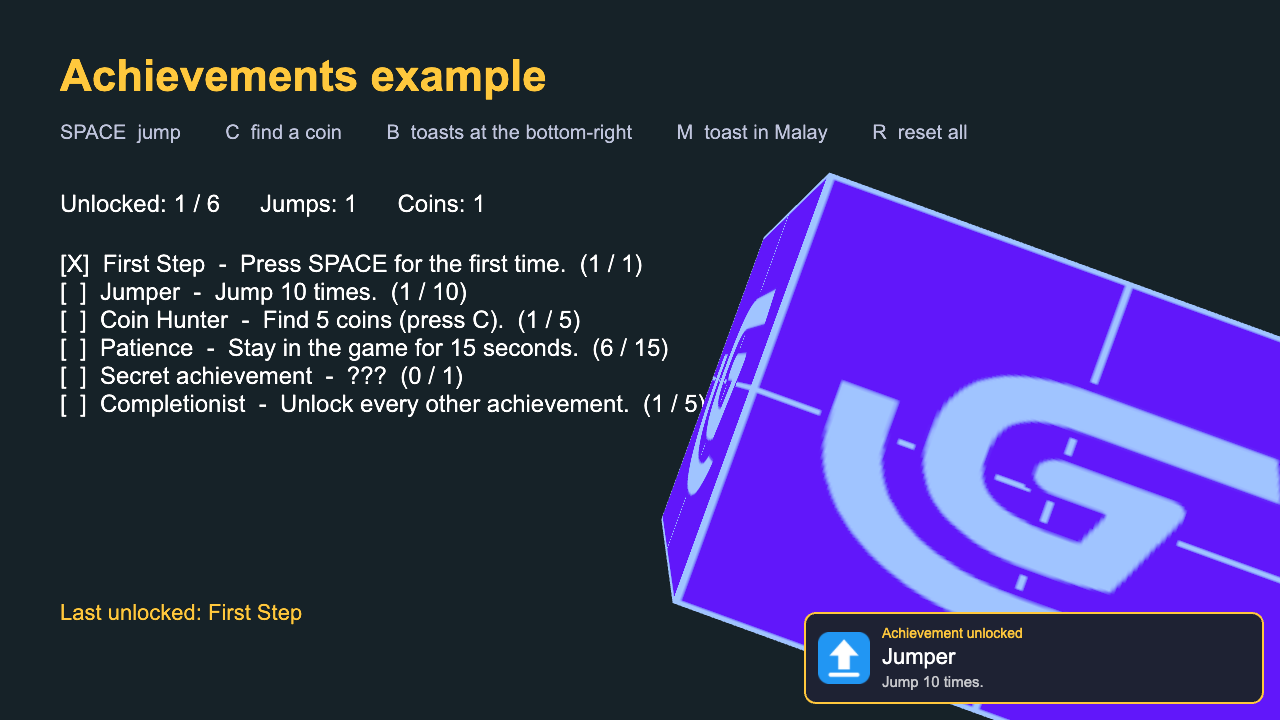 Achievements example
SPACE  jump        C  find a coin        B  toasts at the bottom-right        M  toast in Malay        R  reset all
Unlocked: 1 / 6      Jumps: 1      Coins: 1
[X]  First Step  -  Press SPACE for the first time.  (1 / 1)
[  ]  Jumper  -  Jump 10 times.  (1 / 10)
[  ]  Coin Hunter  -  Find 5 coins (press C).  (1 / 5)
[  ]  Patience  -  Stay in the game for 15 seconds.  (6 / 15)
[  ]  Secret achievement  -  ???  (0 / 1)
[  ]  Completionist  -  Unlock every other achievement.  (1 / 5)
Last unlocked: First Step
Achievement unlocked
Jumper
Jump 10 times.